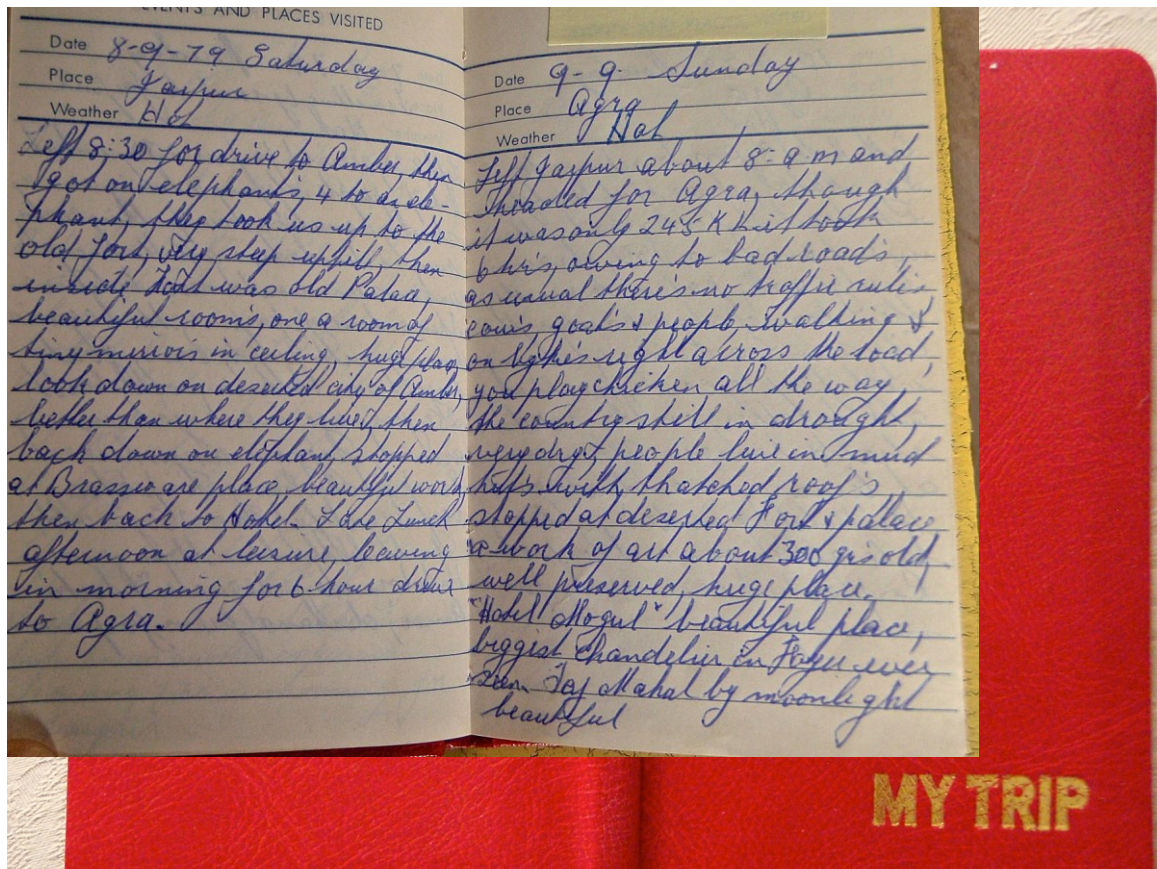 EVENTS AND PLACES VISITED
Date 8-9-79 Saturday
Place Jaipur
Weather Hot
Left 8:30 for drive to Amber, then
got on elephants, 4 to an ele-
phant, they took us up to the
old fort, very steep uphill, then
inside Fort was old Palace,
beautiful rooms, one a room of
tiny mirrors in ceiling, huge place,
look down on deserted city of Amber,
better than where they live, then
back down on elephant, stopped
at Brassware place, beautiful work,
then back to Hotel - Late Lunch
afternoon at leisure, leaving
in morning for 6 hour drive
to Agra.
Date 9-9. Sunday
Place Agra
Weather Hot
Left Jaipur about 8- a.m and
headed for Agra, though
it was only 245 K but took
6 hrs, owing to bad roads,
as usual there's no traffic rules
cows, goats & people walking &
on bykes right across the road
you play chicken all the way,
the country still in drought,
very dry & people live in mud
huts with thatched roof's
stopped at deserted Fort & palace
a work of art about 300 yrs old,
well preserved, huge place.
"Hotel Mogul" beautiful place,
biggest chandelier in Foyer ever
seen. Taj Mahal by moonlight
beautiful
MY TRIP